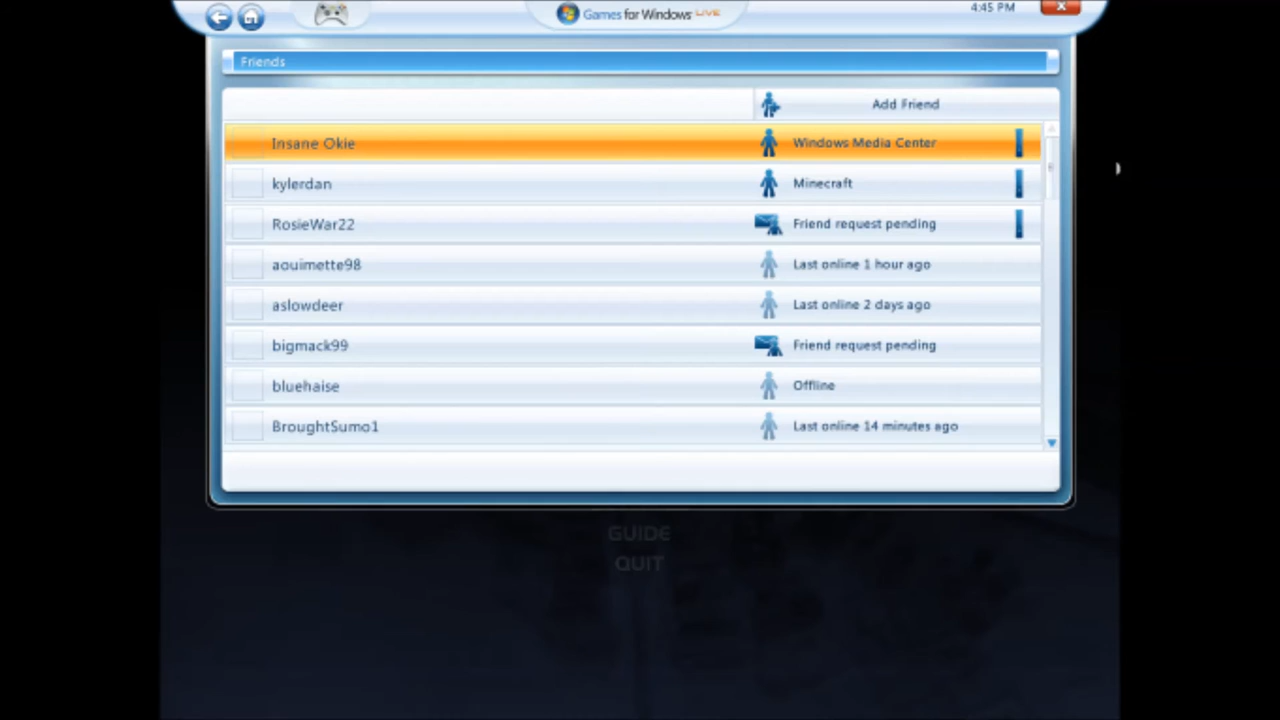 Games for Windows LIVE
4:45 PM
Friends
Add Friend
Insane Okie Windows Media Center
kylerdan Minecraft
RosieWar22 Friend request pending
aouimette98 Last online 1 hour ago
aslowdeer Last online 2 days ago
bigmack99 Friend request pending
bluehaise Offline
BroughtSumo1 Last online 14 minutes ago
GUIDE
QUIT